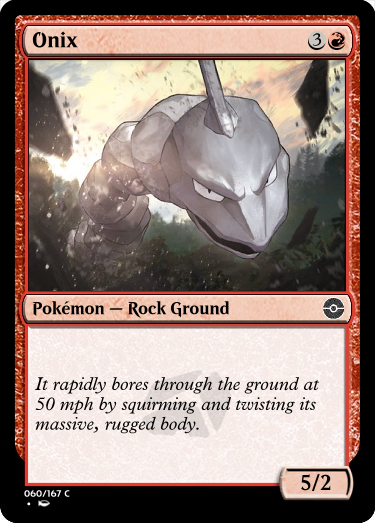 Onix 3
Pokémon — Rock Ground
It rapidly bores through the ground at
50 mph by squirming and twisting its
massive, rugged body.
5/2
060/167 C